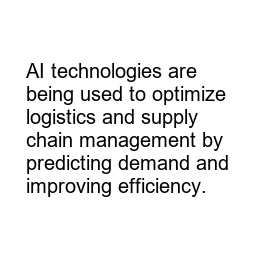 AI technologies are
being used to optimize
logistics and supply
chain management by
predicting demand and
improving efficiency.